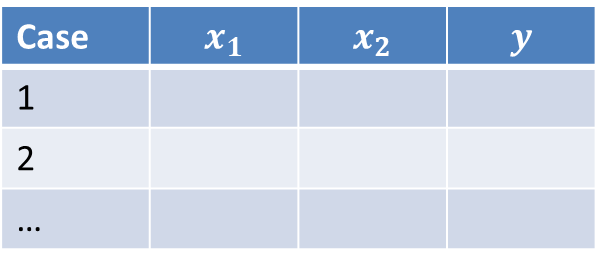 Case x₁ x₂ y
1
2
...